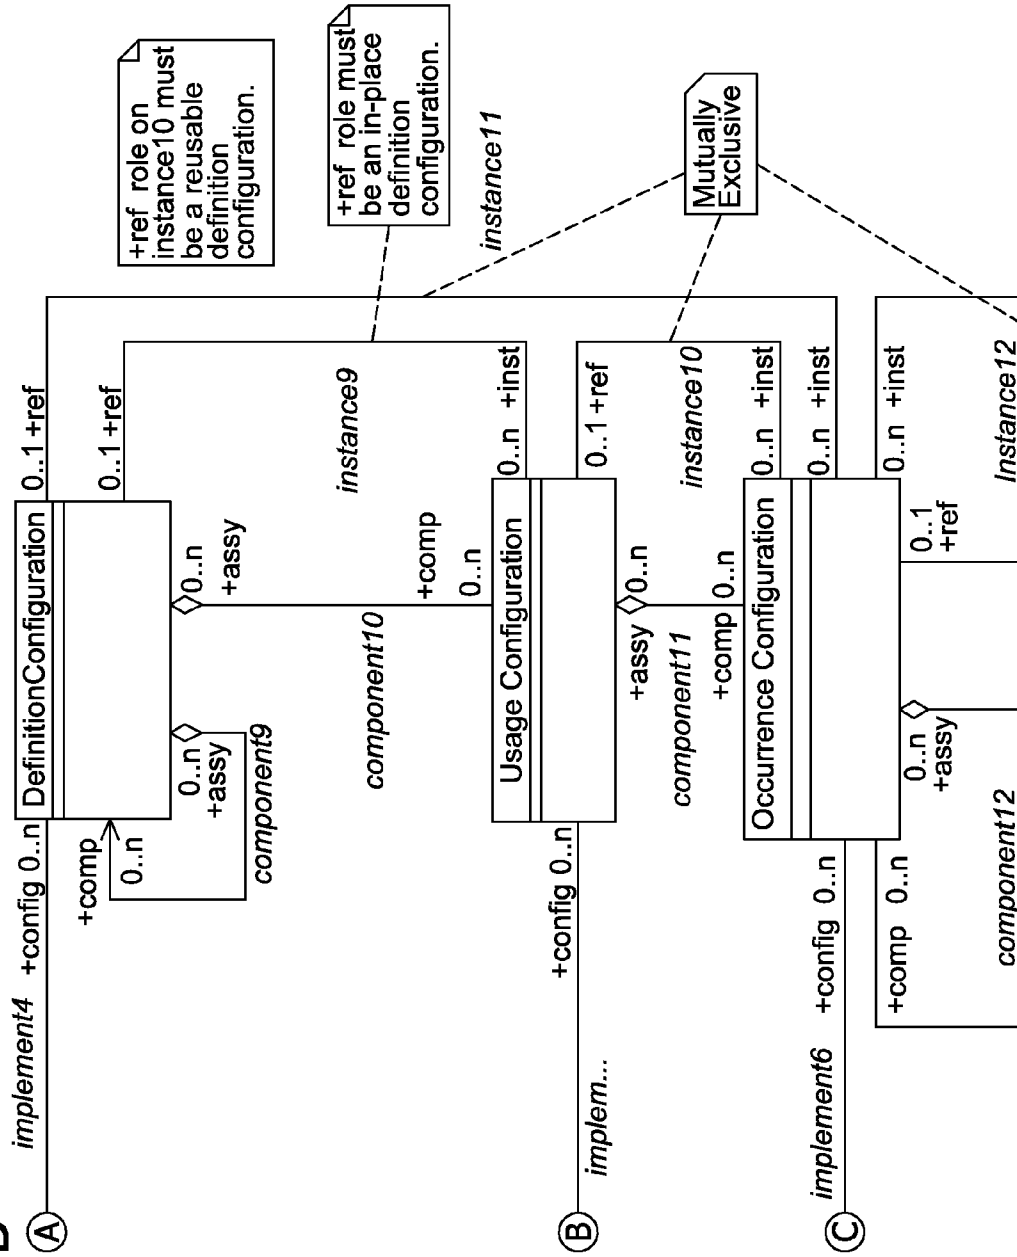 +ref role on
instance10 must
be a reusable
definition
configuration.
+ref role must
be an in-place
definition
configuration.
instance11
Mutually
Exclusive
0..1 +ref
0..1 +ref
instance9
0..n +inst
0..1 +ref
instance10
0..n +inst
0..n +inst
0..n +inst
Instance12
DefinitionConfiguration
0..n
+assy
+comp
0..n
component10
0..n
+assy
component9
+comp
0..n
+config 0..n
implement4
A
Usage Configuration
0..n
+assy
component11
+comp 0..n
+config 0..n
implem...
B
Occurrence Configuration
0..1
+ref
0..n
+assy
component12
+config 0..n
+comp 0..n
implement6
C